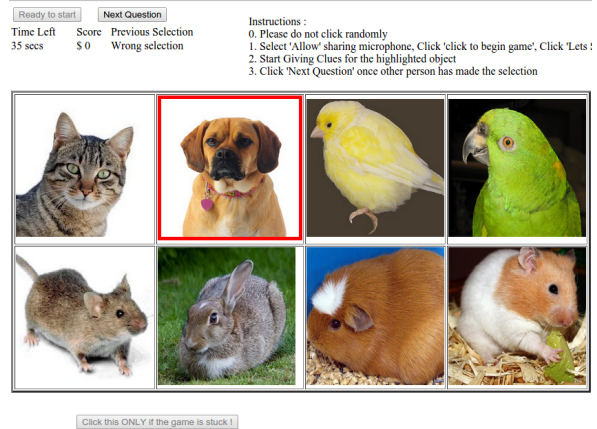 Ready to start
Next Question
Time Left Score Previous Selection
35 secs $ 0 Wrong selection
Instructions :
0. Please do not click randomly
1. Select 'Allow' sharing microphone, Click 'click to begin game', Click 'Lets
2. Start Giving Clues for the highlighted object
3. Click 'Next Question' once other person has made the selection
Click this ONLY if the game is stuck !